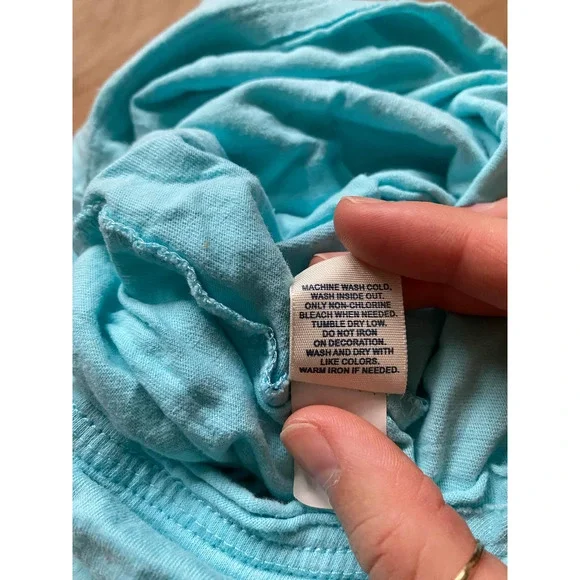 MACHINE WASH COLD,
WASH INSIDE OUT.
ONLY NON-CHLORINE
BLEACH WHEN NEEDED.
TUMBLE DRY LOW.
DO NOT IRON
ON DECORATION.
WASH AND DRY WITH
LIKE COLORS.
WARM IRON IF NEEDED.